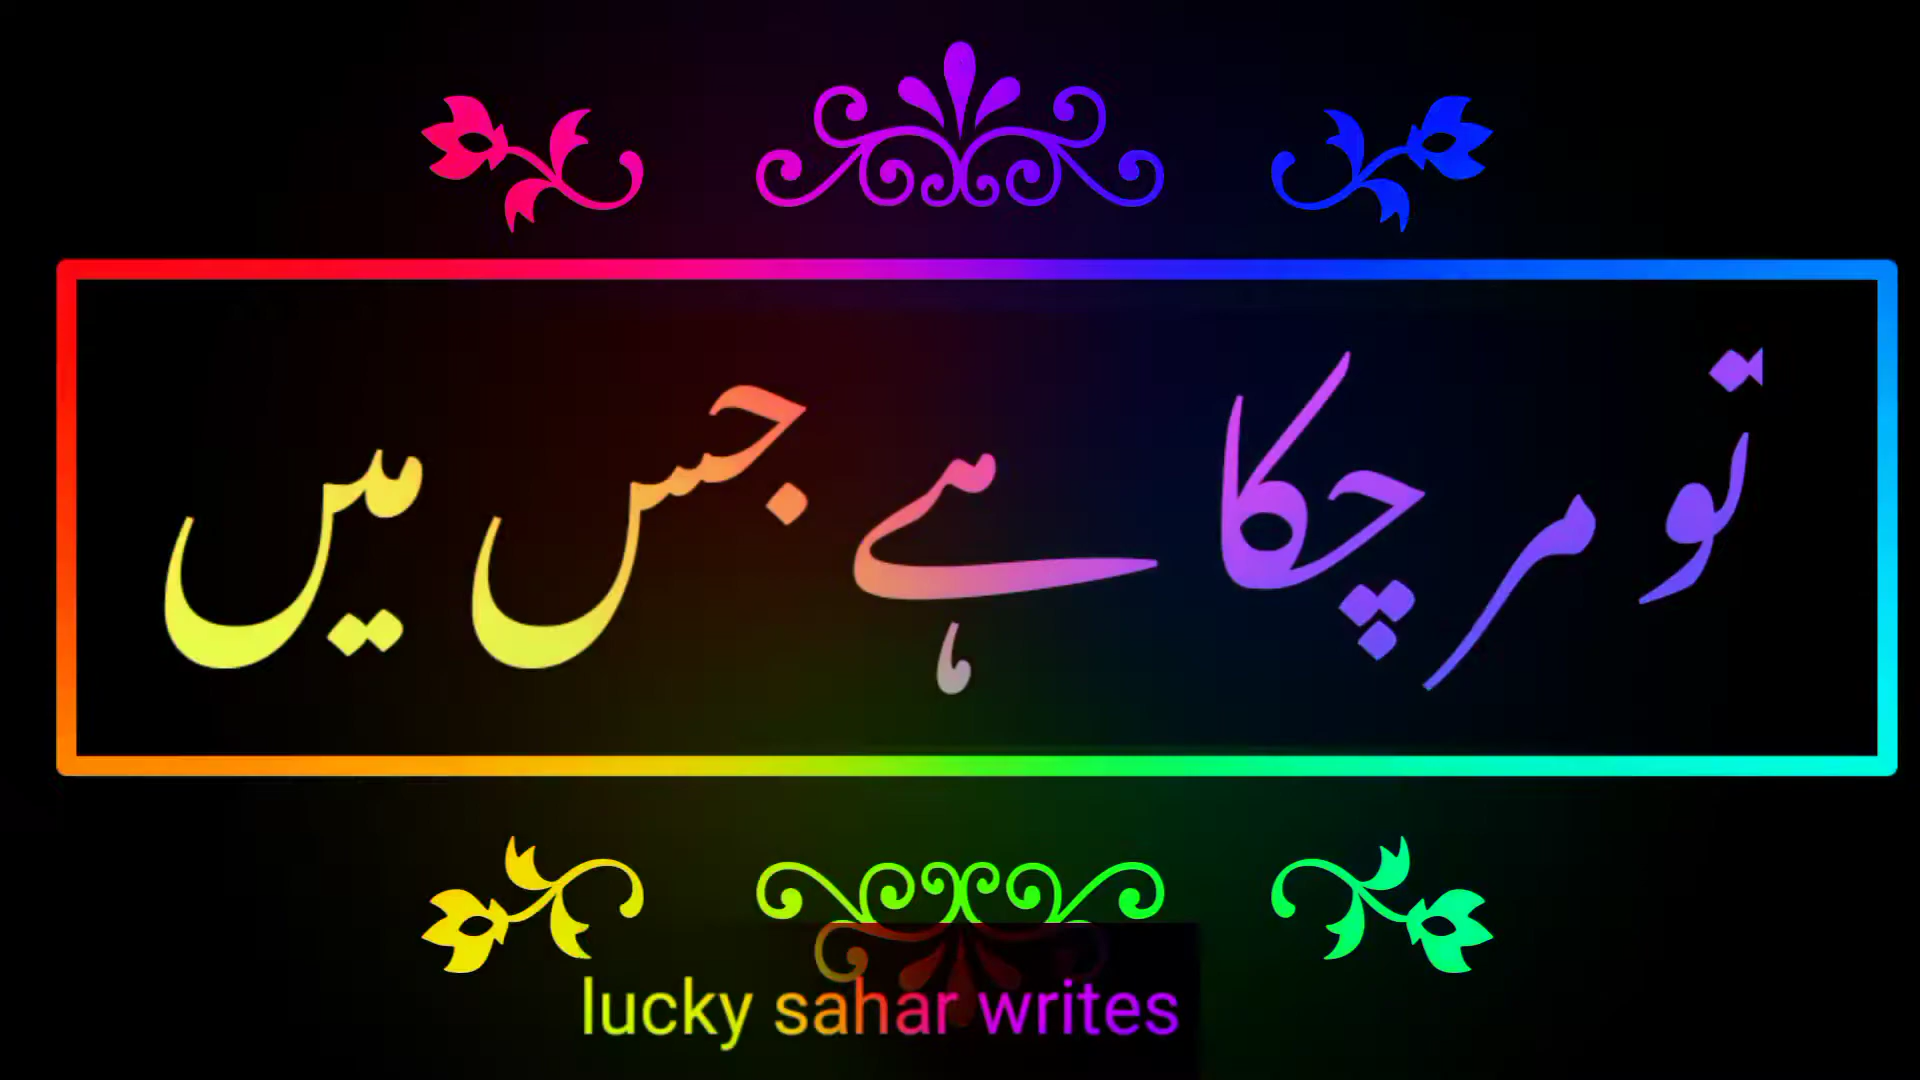 تو مر چکا ہے جس میں
lucky sahar writes